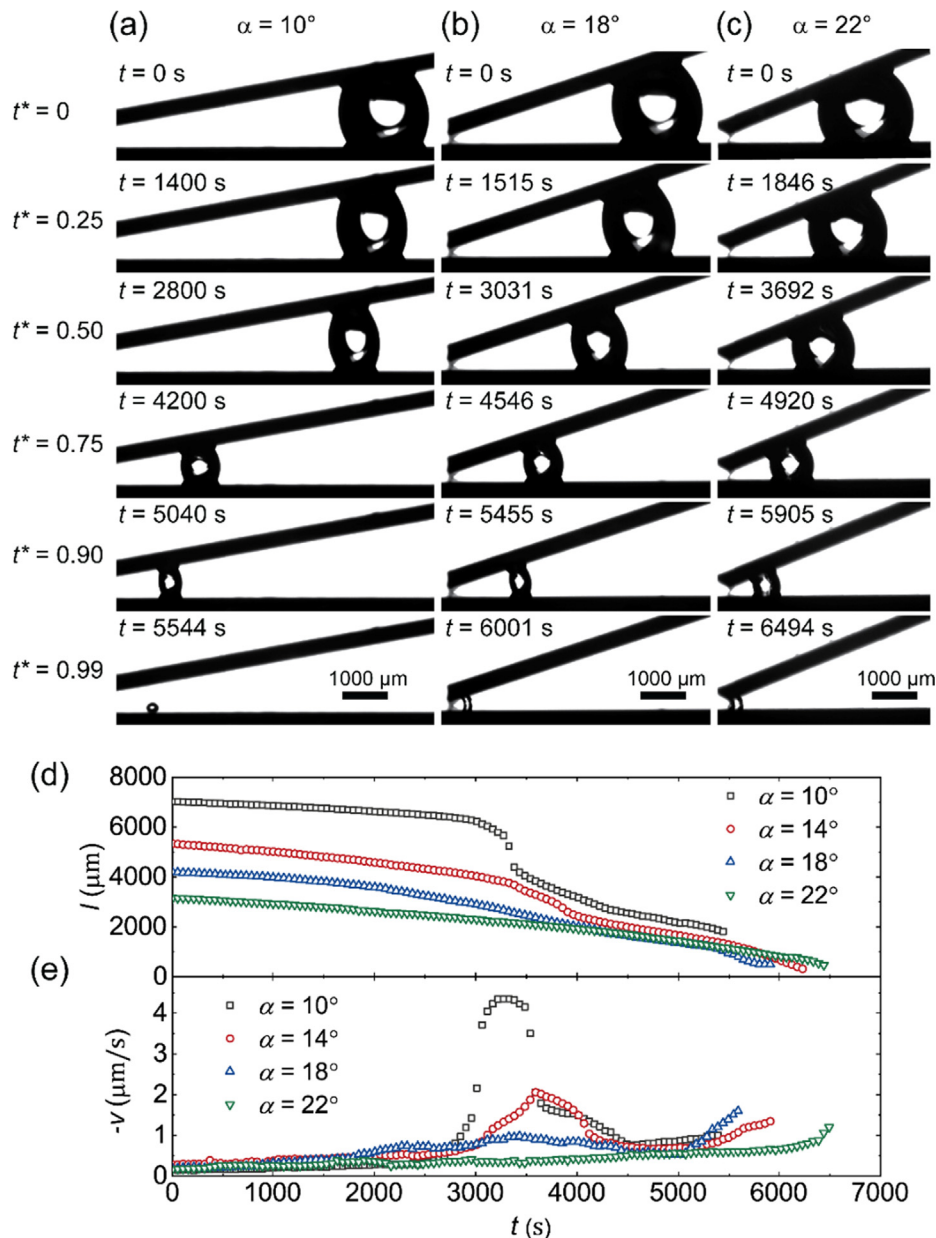 (a) α = 10° (b) α = 18° (c) α = 22°
t* = 0 t = 0 s t = 0 s t = 0 s
t* = 0.25 t = 1400 s t = 1515 s t = 1846 s
t* = 0.50 t = 2800 s t = 3031 s t = 3692 s
t* = 0.75 t = 4200 s t = 4546 s t = 4920 s
t* = 0.90 t = 5040 s t = 5455 s t = 5905 s
t* = 0.99 t = 5544 s t = 6001 s t = 6494 s
1000 µm 1000 µm 1000 µm
(d)
8000
6000
4000
2000
0
l (µm)
α = 10°
α = 14°
α = 18°
α = 22°
(e)
4
3
2
1
0
-v (µm/s)
α = 10°
α = 14°
α = 18°
α = 22°
0 1000 2000 3000 4000 5000 6000 7000
t (s)